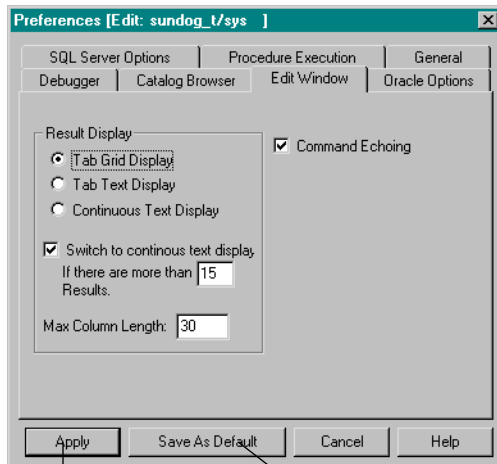 Preferences [Edit: sundog_t/sys ]
SQL Server Options Procedure Execution General
Debugger Catalog Browser Edit Window Oracle Options
Result Display
Tab Grid Display
Tab Text Display
Continuous Text Display
Switch to continous text display
If there are more than 15
Results.
Max Column Length: 30
Command Echoing
Apply Save As Default Cancel Help